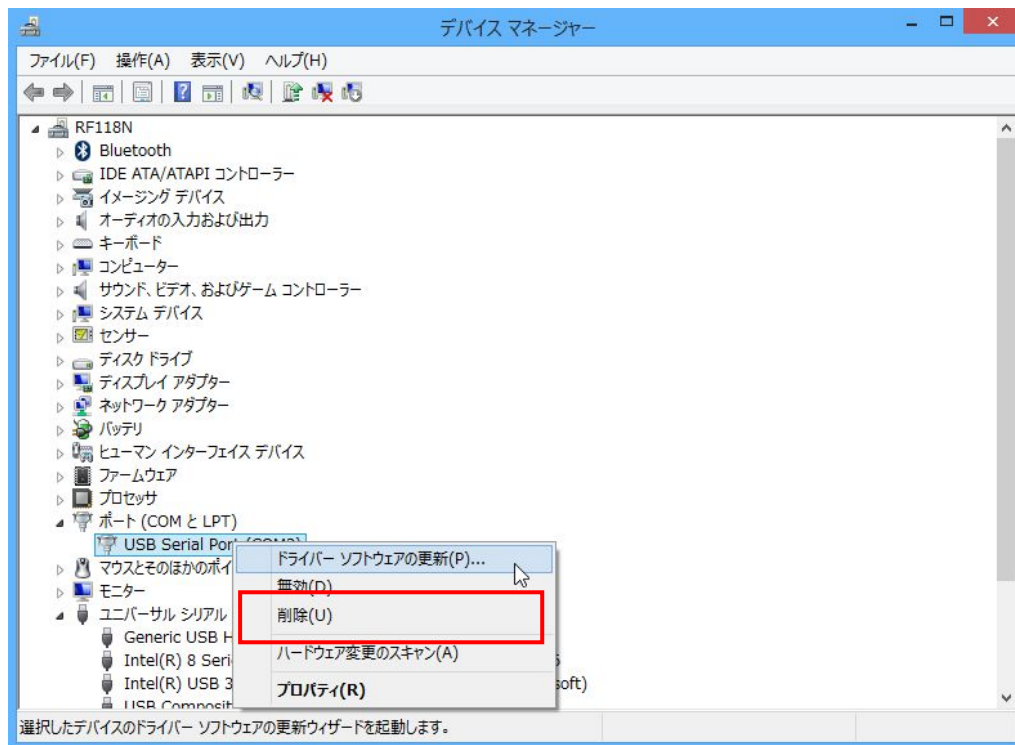 デバイス マネージャー
ファイル(F) 操作(A) 表示(V) ヘルプ(H)
RF118N
Bluetooth
IDE ATA/ATAPI コントローラー
イメージング デバイス
オーディオの入力および出力
キーボード
コンピューター
サウンド、ビデオ、およびゲーム コントローラー
システム デバイス
センサー
ディスク ドライブ
ディスプレイ アダプター
ネットワーク アダプター
バッテリ
ヒューマン インターフェイス デバイス
ファームウェア
プロセッサ
ポート (COM と LPT)
USB Serial Port
ドライバー ソフトウェアの更新(P)...
マウスとそのほかのポイ
無効(D)
モニター
削除(U)
ユニバーサル シリアル
Generic USB H
ハードウェア変更のスキャン(A)
Intel(R) 8 Seri
Intel(R) USB 3 soft)
プロパティ(R)
USB Composit
選択したデバイスのドライバー ソフトウェアの更新ウィザードを起動します。